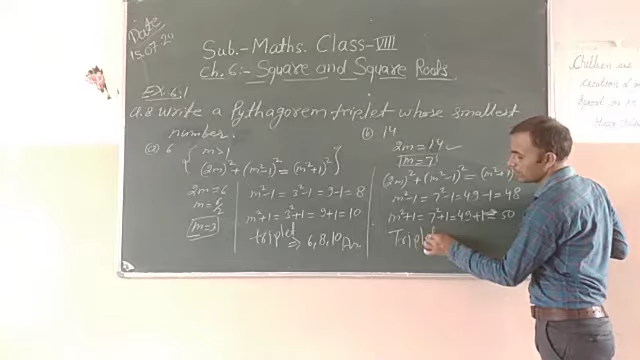 Date
15.07.24
Sub.- Maths. Class-VIII
Ch. 6:- Square and Square Roots
EX:-6.1
Q.8 Write a Pythagorem triplet whose smallest
number.
(a) 6 { m>1
(2m)² + (m²-1)² = (m²+1)² }
2m = 6
m = 6/2
m=3
m²-1 = 3²-1 = 9-1 = 8
m²+1 = 3²+1 = 9+1 = 10
triplet
⇒ 6, 8, 10 Ans
(b) 14
2m = 14
m = 7
(2m)² + (m²-1)² = (m²+1)²
m²-1 = 7²-1 = 49-1 = 48
m²+1 = 7²+1 = 49+1 = 50
Triplet
Children are